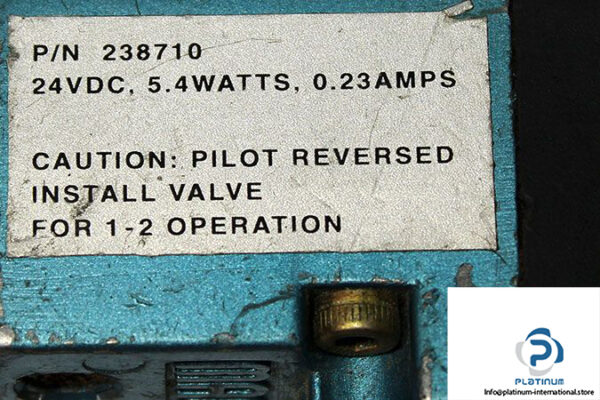 P/N 238710
24VDC, 5.4WATTS, 0.23AMPS
CAUTION: PILOT REVERSED
INSTALL VALVE
FOR 1-2 OPERATION
PLATINUM
Info@platinum-international.store